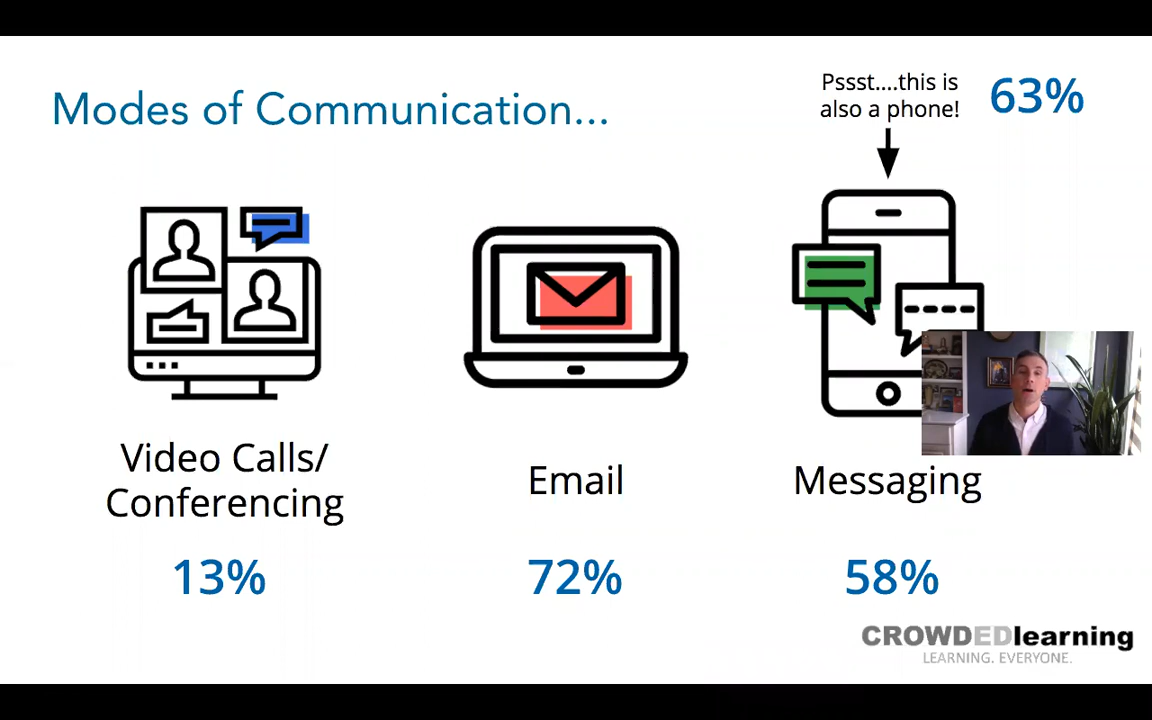 Modes of Communication...
Pssst....this is
also a phone!
63%
Video Calls/
Conferencing
Email
Messaging
13%
72%
58%
CROWDEDlearning
LEARNING. EVERYONE.